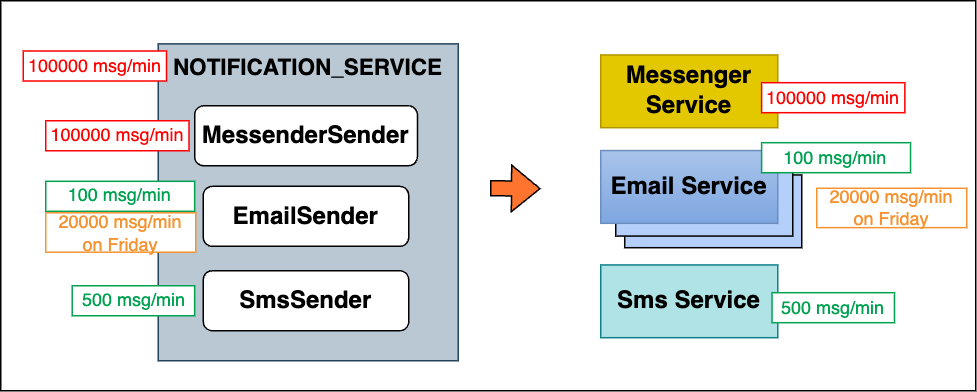 100000 msg/min
NOTIFICATION_SERVICE
100000 msg/min
MessenderSender
100 msg/min
20000 msg/min
on Friday
EmailSender
500 msg/min
SmsSender
Messenger
Service
100000 msg/min
100 msg/min
Email Service
20000 msg/min
on Friday
Sms Service
500 msg/min